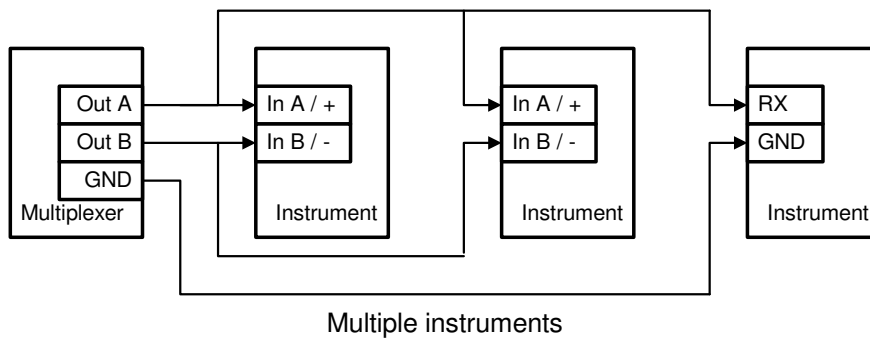 Out A
Out B
GND
Multiplexer
In A / +
In B / -
Instrument
In A / +
In B / -
Instrument
RX
GND
Instrument
Multiple instruments